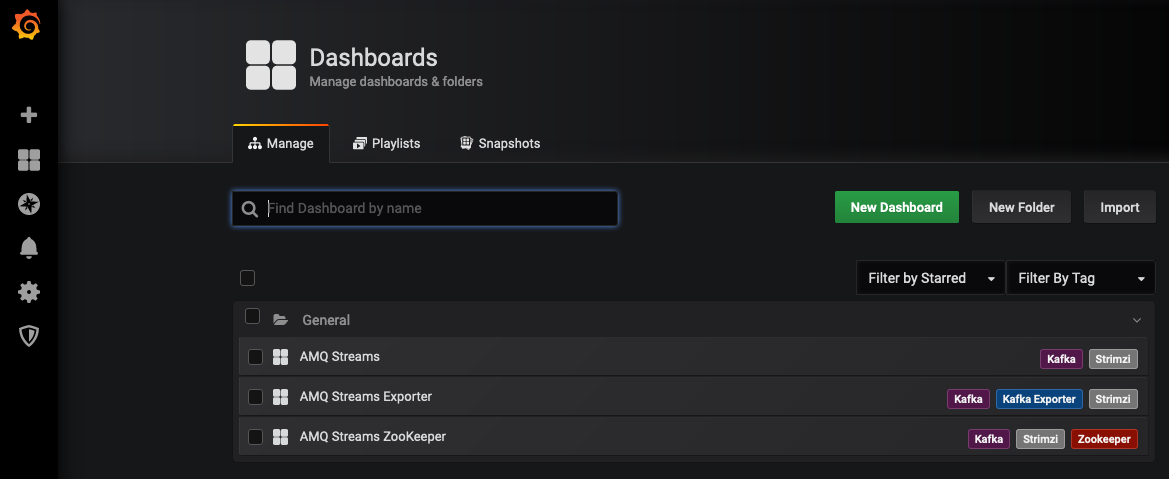 Dashboards
Manage dashboards & folders
Manage Playlists Snapshots
Find Dashboard by name New Dashboard New Folder Import
Filter by Starred Filter By Tag
General
AMQ Streams Kafka Strimzi
AMQ Streams Exporter Kafka Kafka Exporter Strimzi
AMQ Streams ZooKeeper Kafka Strimzi Zookeeper